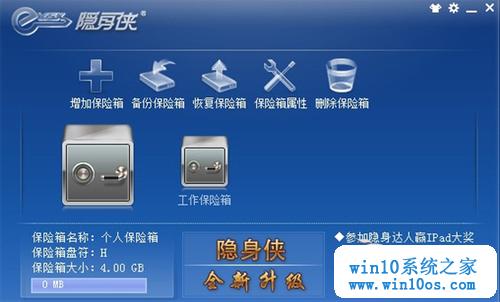 隐身侠®
增加保险箱 备份保险箱 恢复保险箱 保险箱属性 删除保险箱
工作保险箱
保险箱名称: 个人保险箱
保险箱盘符: H
保险箱大小: 4.00 GB
0 MB
隐身侠
全新升级
◆参加隐身达人赢IPad大奖
win10系统之家
www.win10os.com